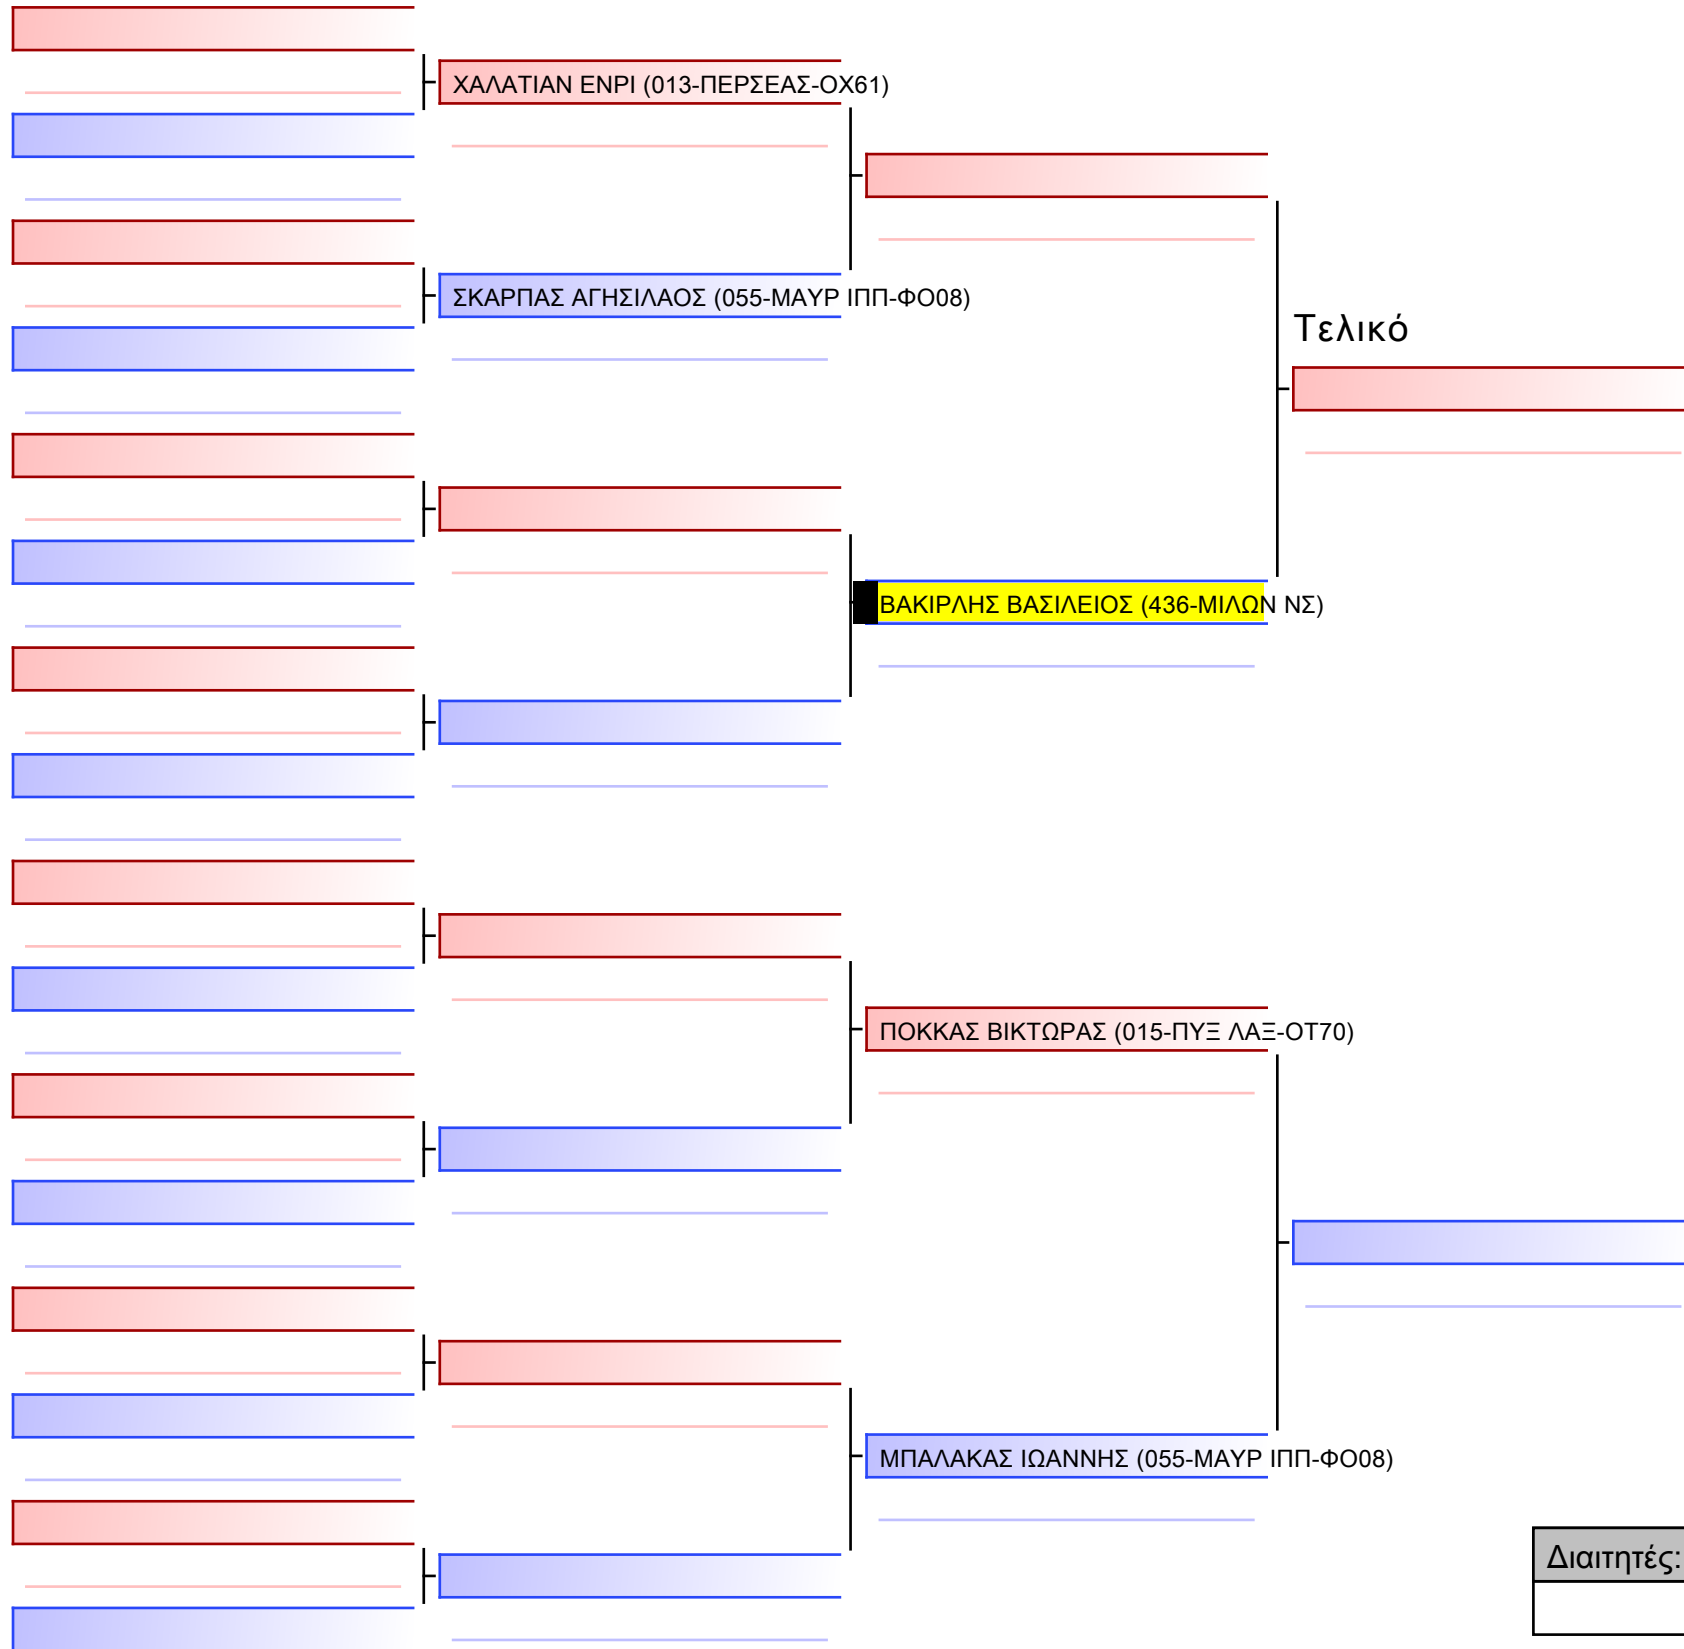 ΧΑΛΑΤΙΑΝ ΕΝΡΙ (013-ΠΕΡΣΕΑΣ-ΟΧ61)
ΣΚΑΡΠΑΣ ΑΓΗΣΙΛΑΟΣ (055-ΜΑΥΡ ΙΠΠ-ΦΟ08)
Τελικό
ΒΑΚΙΡΛΗΣ ΒΑΣΙΛΕΙΟΣ (436-ΜΙΛΩΝ ΝΣ)
ΠΟΚΚΑΣ ΒΙΚΤΩΡΑΣ (015-ΠΥΞ ΛΑΞ-ΟΤ70)
ΜΠΑΛΑΚΑΣ ΙΩΑΝΝΗΣ (055-ΜΑΥΡ ΙΠΠ-ΦΟ08)
Διαιτητές: